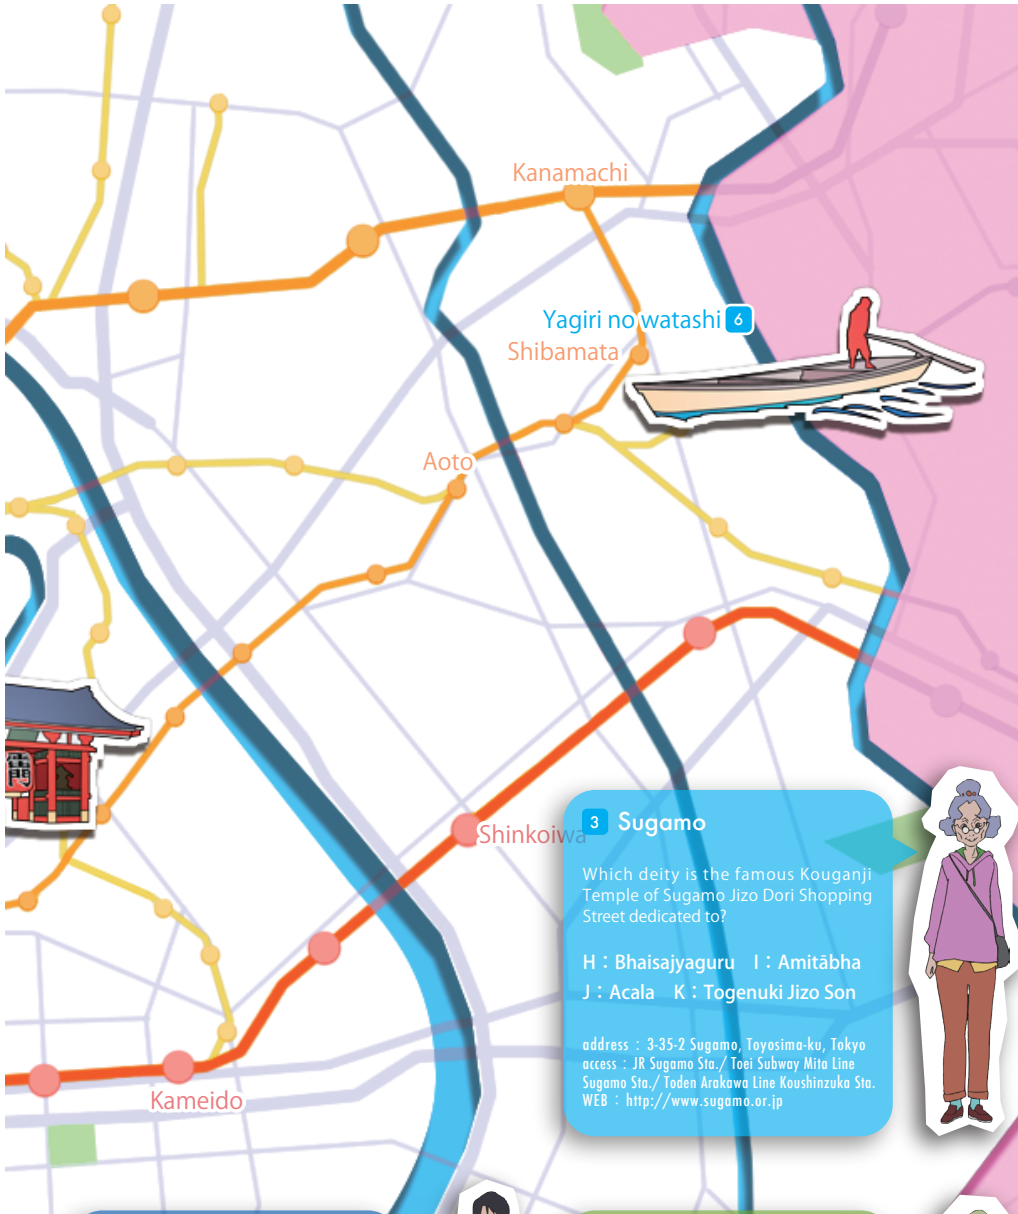 Kanamachi
Yagiri no watashi 6
Shibamata
Aoto
門
Shinkoiwa
3 Sugamo
Which deity is the famous Kouganji
Temple of Sugamo Jizo Dori Shopping
Street dedicated to?
H：Bhaisajyaguru I：Amitābha
J：Acala K：Togenuki Jizo Son
address：3-35-2 Sugamo, Toyosima-ku, Tokyo
access：JR Sugamo Sta./ Toei Subway Mita Line
Sugamo Sta./ Toden Arakawa Line Koushinzuka Sta.
WEB：http://www.sugamo.or.jp
Kameido